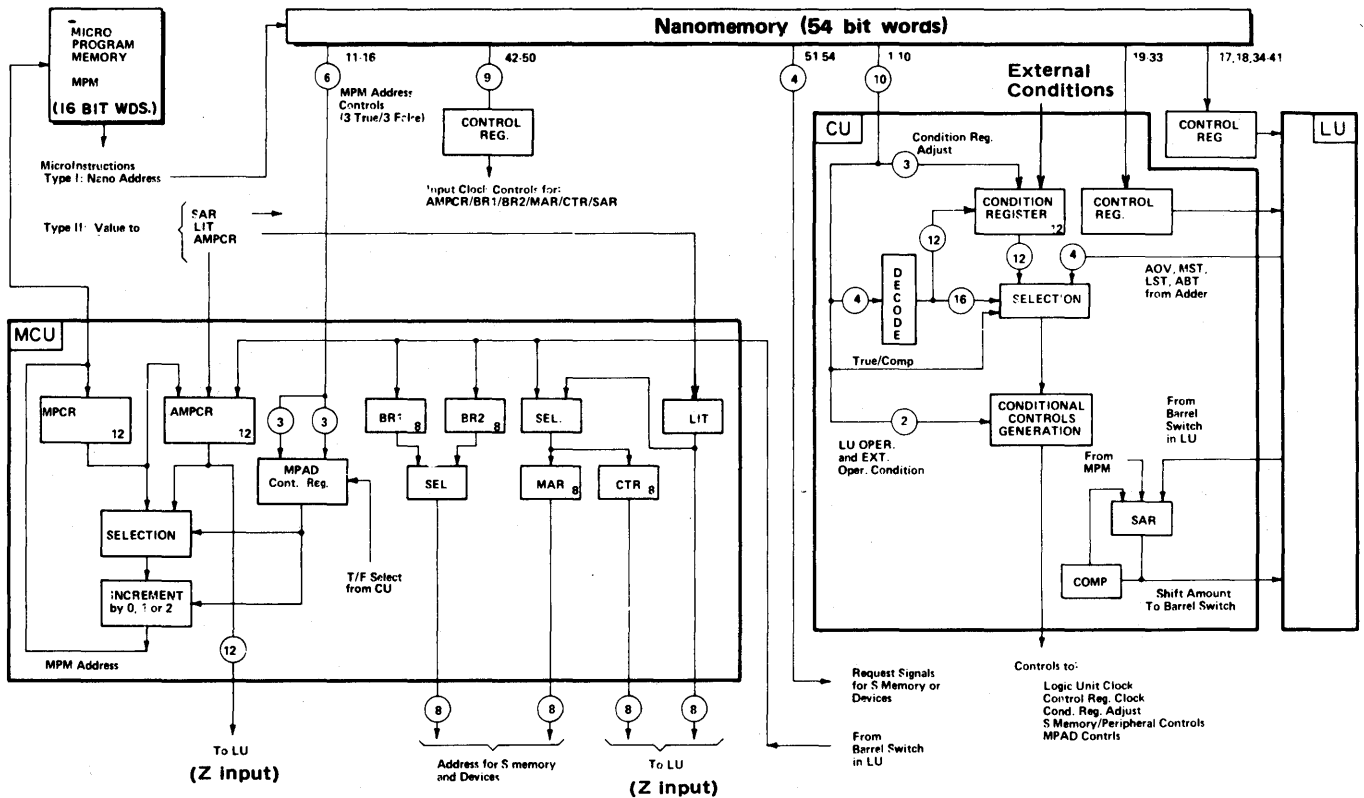 MICRO
PROGRAM
MEMORY
MPM
(16 BIT WDS.)
Nanomemory (54 bit words)
11-16
6
MPM Address
Controls
(3 True/3 False)
42-50
9
CONTROL
REG.
Input Clock Controls for:
AMPCR/BR1/BR2/MAR/CTR/SAR
51-54
4
1-10
10
19-33
17,18,34-41
External
Conditions
CONTROL
REG
MicroInstructions
Type I: Nano Address
Type II: Value to
SAR
LIT
AMPCR
CU
LU
Condition Reg.
Adjust
3
CONDITION
REGISTER
12
CONTROL
REG.
12
12
4
AOV, MST,
LST, ABT
from Adder
4
DECODE
16
SELECTION
True/Comp
2
CONDITIONAL
CONTROLS
GENERATION
LU OPER.
and EXT.
Oper. Condition
From
Barrel
Switch
in LU
From
MPM
SAR
COMP
Shift Amount
To Barrel Switch
MCU
MPCR
12
AMPCR
12
3
3
MPAD
Cont. Reg.
BR1
8
BR2
8
SEL.
LIT
SEL
MAR
8
CTR
8
SELECTION
INCREMENT
by 0, 1 or 2
T/F Select
from CU
MPM Address
12
8
8
8
8
To LU
(Z input)
Address for S memory
and Devices
To LU
(Z input)
Request Signals
for S Memory or
Devices
From
Barrel Switch
in LU
Controls to:
Logic Unit Clock
Control Reg. Clock
Cond. Reg. Adjust
S Memory/Peripheral Controls
MPAD Contrls